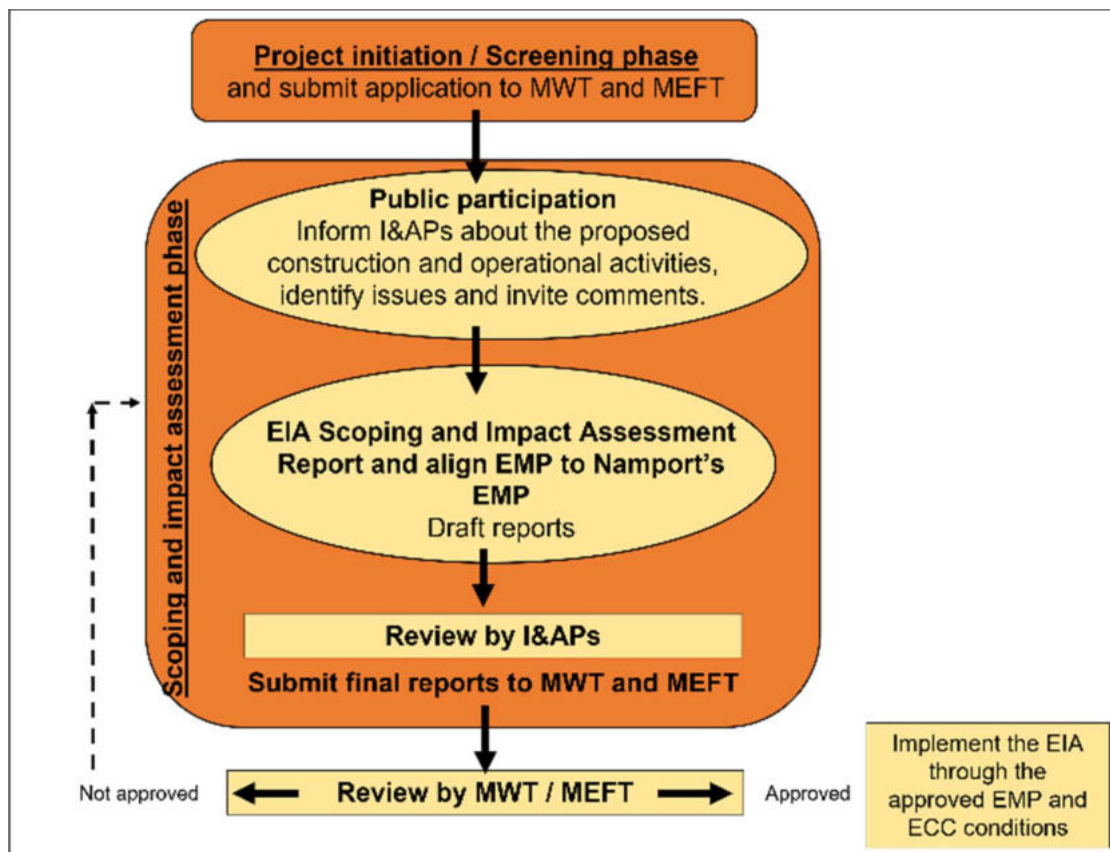 Project initiation / Screening phase
and submit application to MWT and MEFT
Scoping and impact assessment phase
Public participation
Inform I&APs about the proposed
construction and operational activities,
identify issues and invite comments.
EIA Scoping and Impact Assessment
Report and align EMP to Namport's
EMP
Draft reports
Review by I&APs
Submit final reports to MWT and MEFT
Not approved
Review by MWT / MEFT
Approved
Implement the EIA
through the
approved EMP and
ECC conditions